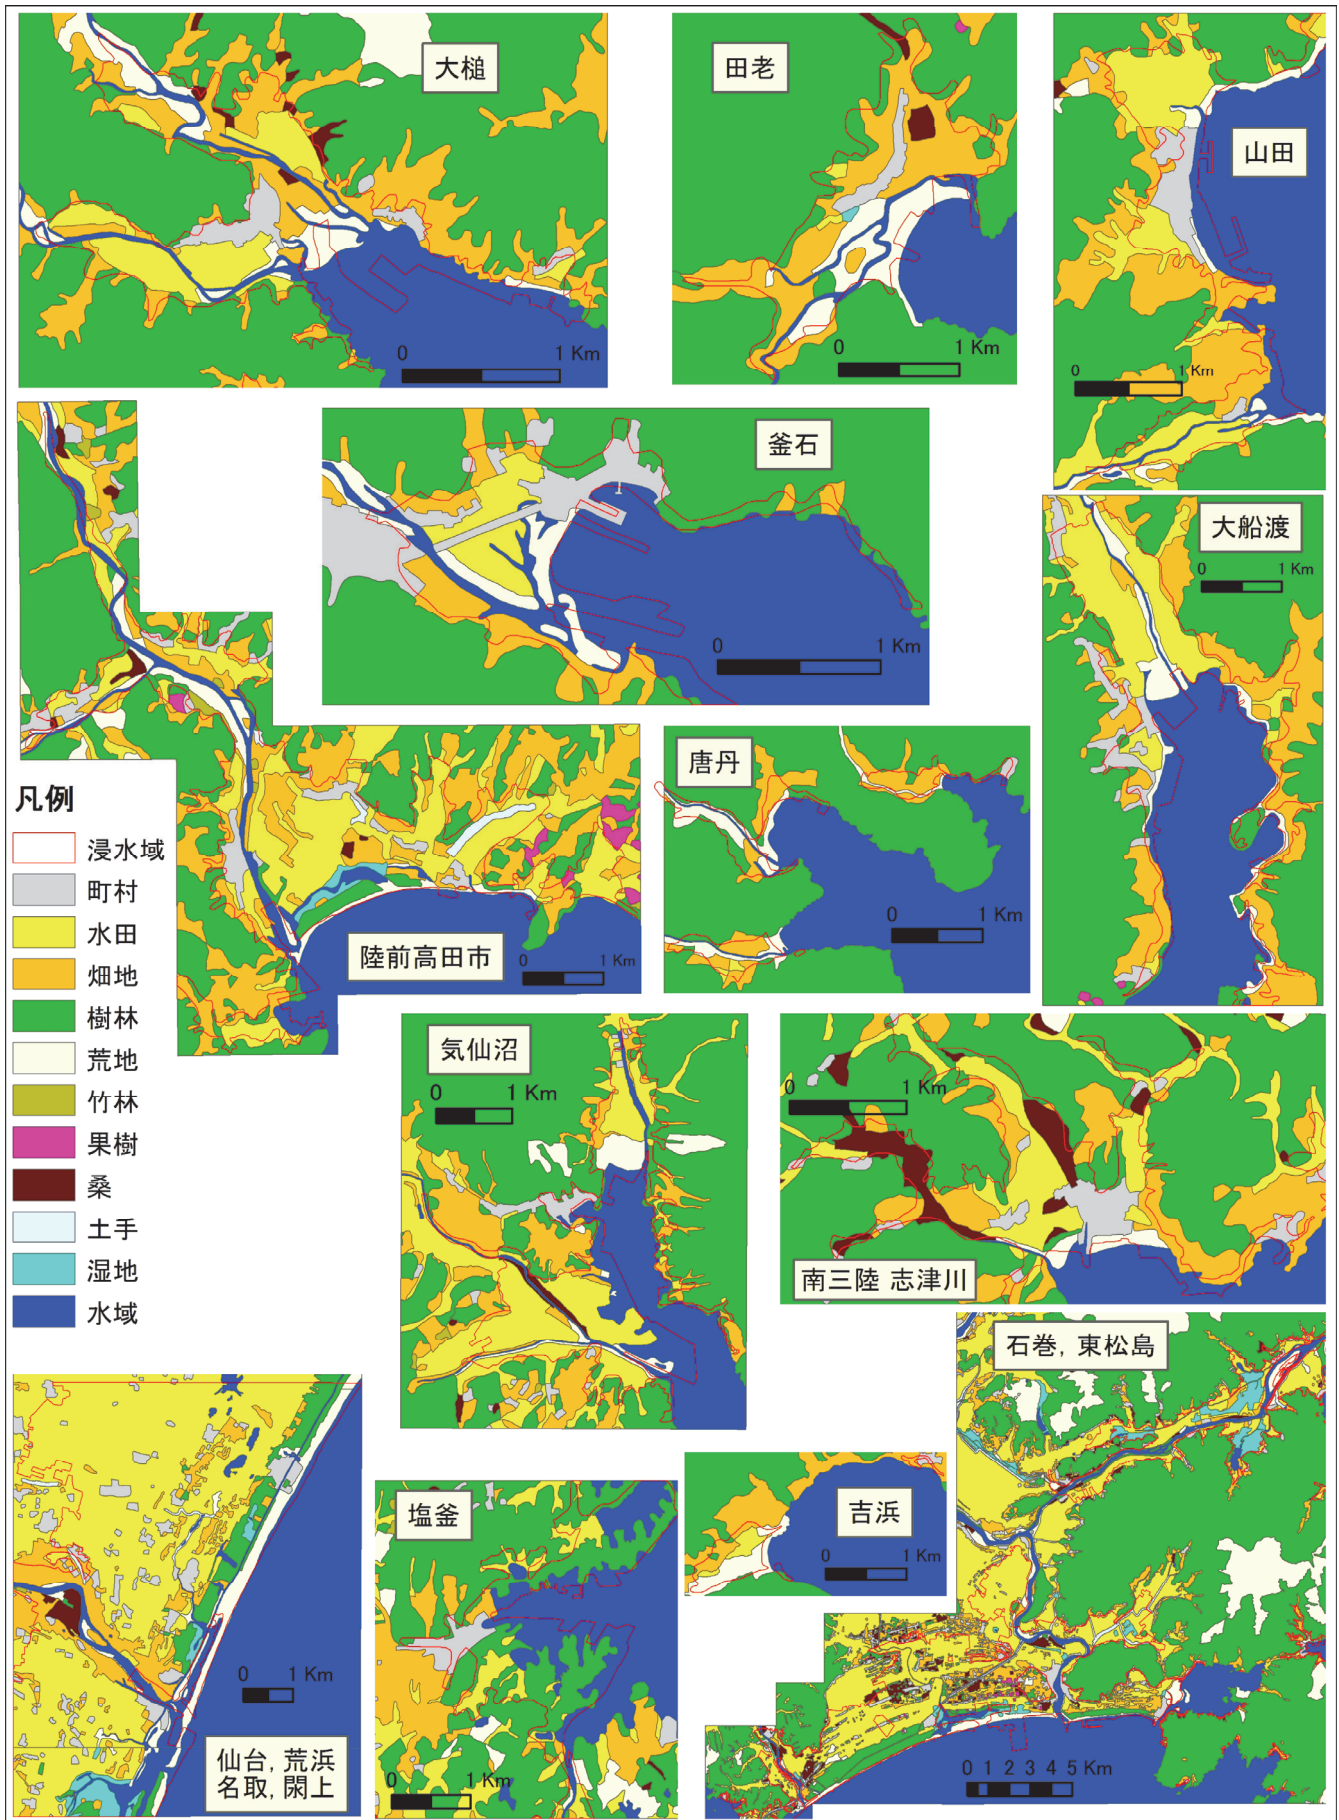 大槌
0 1 Km
田老
0 1 Km
山田
0 1 Km
釜石
0 1 Km
大船渡
0 1 Km
唐丹
0 1 Km
陸前高田市
0 1 Km
凡例
浸水域
町村
水田
畑地
樹林
荒地
竹林
果樹
桑
土手
湿地
水域
気仙沼
0 1 Km
0 1 Km
南三陸 志津川
石巻, 東松島
0 1 2 3 4 5 Km
0 1 Km
仙台, 荒浜
名取, 閖上
塩釜
0 1 Km
吉浜
0 1 Km